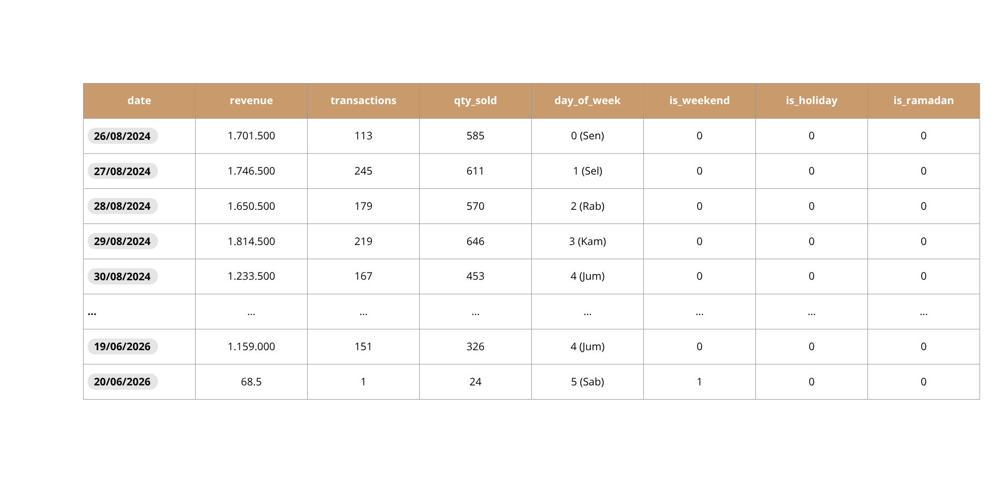 date revenue transactions qty_sold day_of_week is_weekend is_holiday is_ramadan
26/08/2024 1.701.500 113 585 0 (Sen) 0 0 0
27/08/2024 1.746.500 245 611 1 (Sel) 0 0 0
28/08/2024 1.650.500 179 570 2 (Rab) 0 0 0
29/08/2024 1.814.500 219 646 3 (Kam) 0 0 0
30/08/2024 1.233.500 167 453 4 (Jum) 0 0 0
... ... ... ... ... ... ... ...
19/06/2026 1.159.000 151 326 4 (Jum) 0 0 0
20/06/2026 68.5 1 24 5 (Sab) 1 0 0